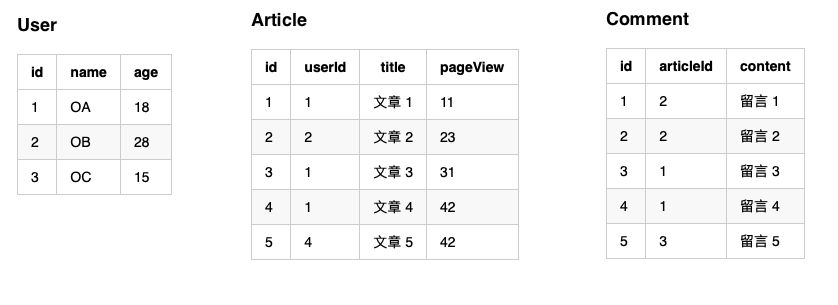 User
id name age
1 OA 18
2 OB 28
3 OC 15
Article
id userId title pageView
1 1 文章 1 11
2 2 文章 2 23
3 1 文章 3 31
4 1 文章 4 42
5 4 文章 5 42
Comment
id articleId content
1 2 留言 1
2 2 留言 2
3 1 留言 3
4 1 留言 4
5 3 留言 5